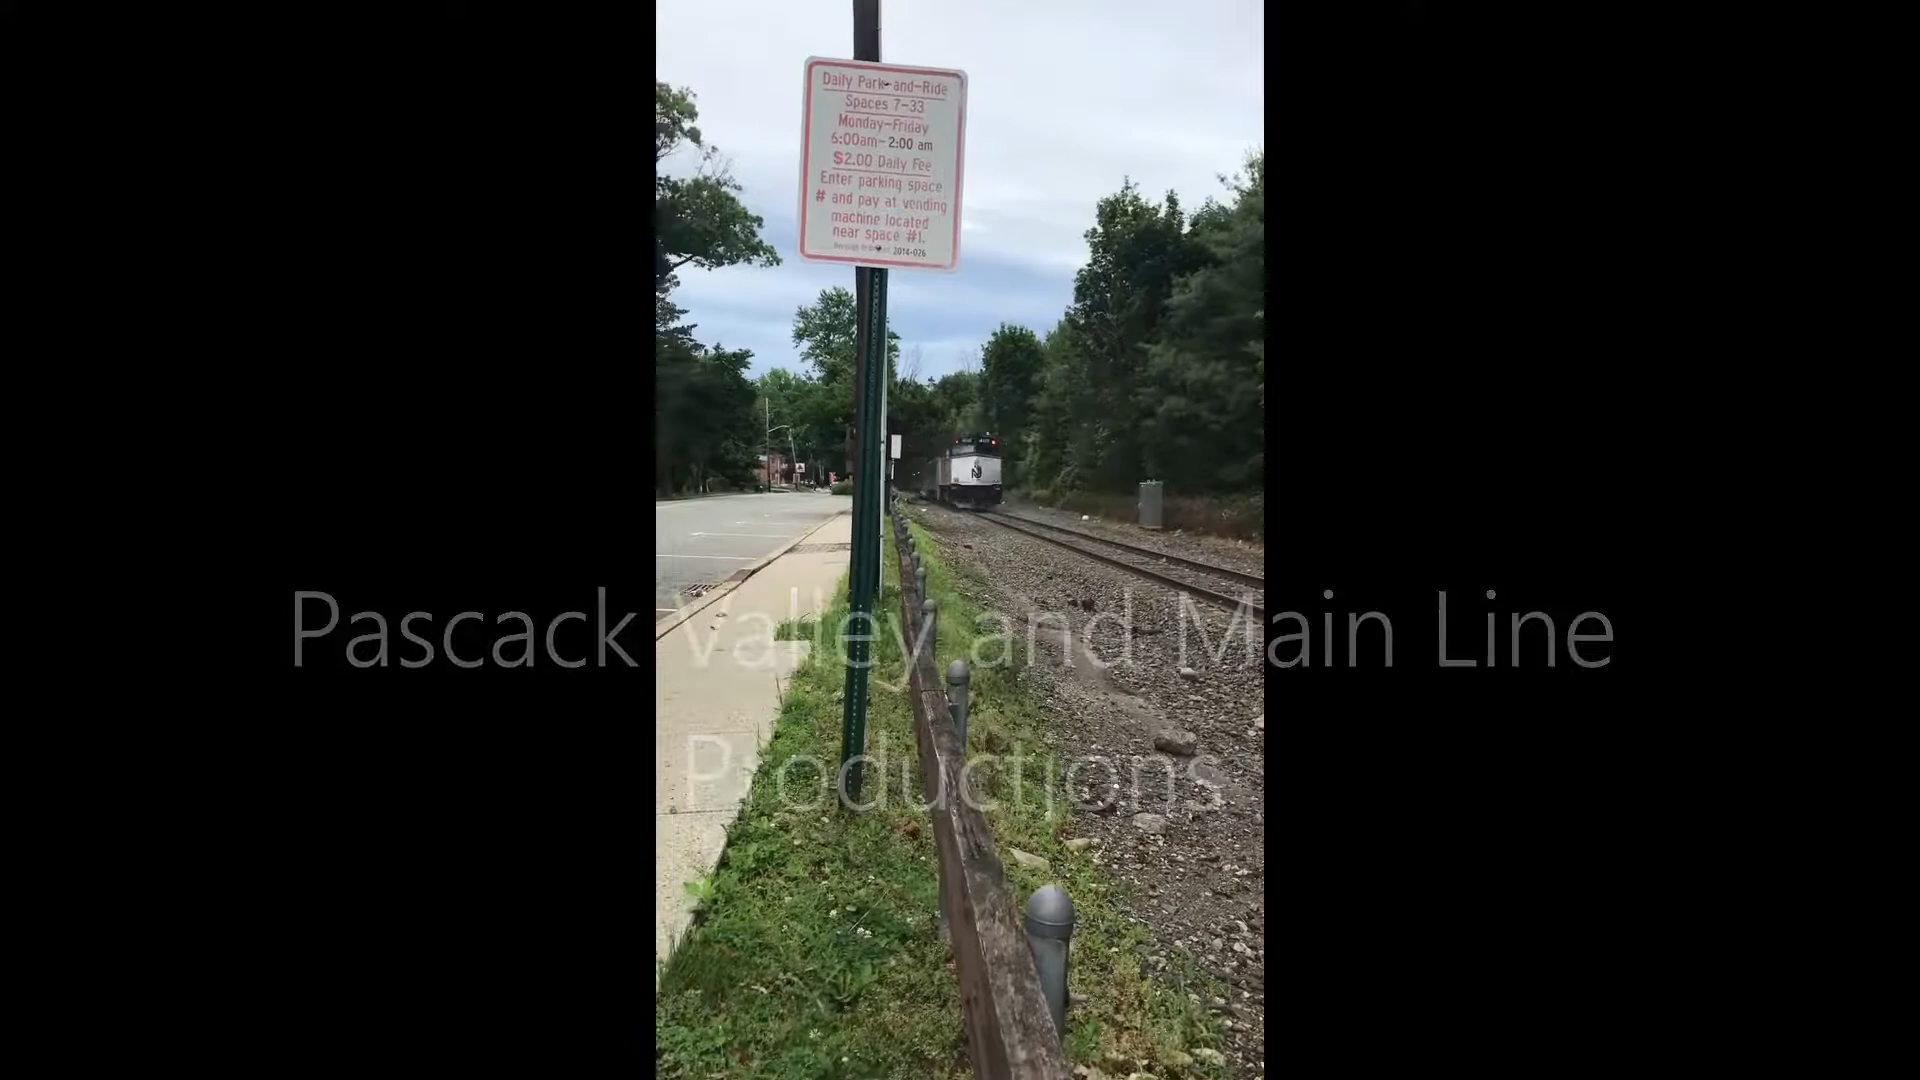 Daily Park-and-Ride
Spaces 7-33
Monday-Friday
6:00am-2:00 am
$2.00 Daily Fee
Enter parking space
# and pay at vending
machine located
near space #1.
2014-026
Pascack Valley and Main Line
Productions